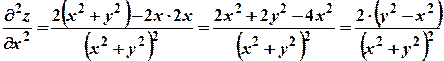 ∂²z/∂x² = (2(x² + y²) − 2x · 2x)/(x² + y²)² = (2x² + 2y² − 4x²)/(x² + y²)² = (2 · (y² − x²))/(x² + y²)²